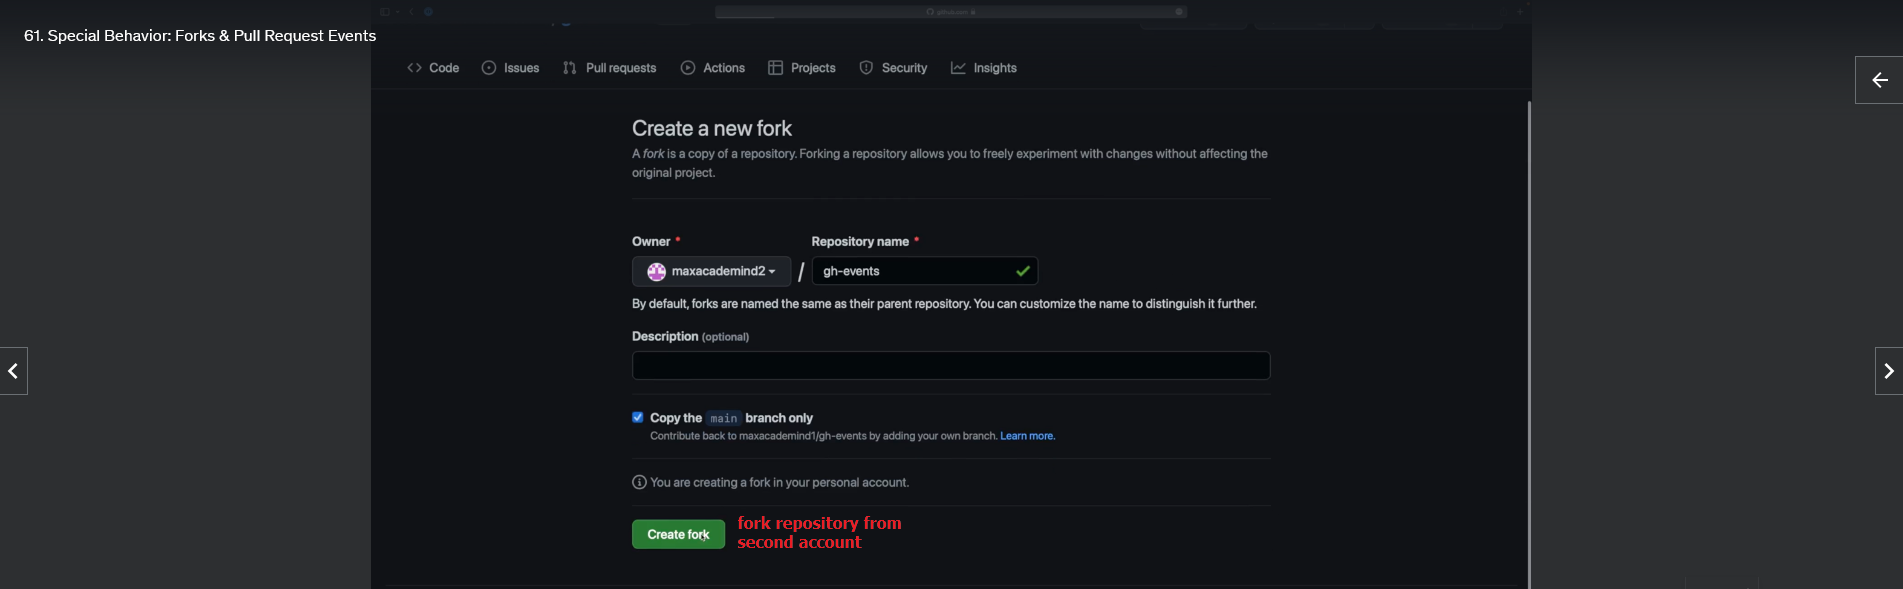 61. Special Behavior: Forks & Pull Request Events
Code Issues Pull requests Actions Projects Security Insights
Create a new fork
A fork is a copy of a repository. Forking a repository allows you to freely experiment with changes without affecting the
original project.
Owner * Repository name *
maxacademind2 / gh-events
By default, forks are named the same as their parent repository. You can customize the name to distinguish it further.
Description (optional)
Copy the main branch only
Contribute back to maxacademind1/gh-events by adding your own branch. Learn more.
You are creating a fork in your personal account.
Create fork
fork repository from
second account